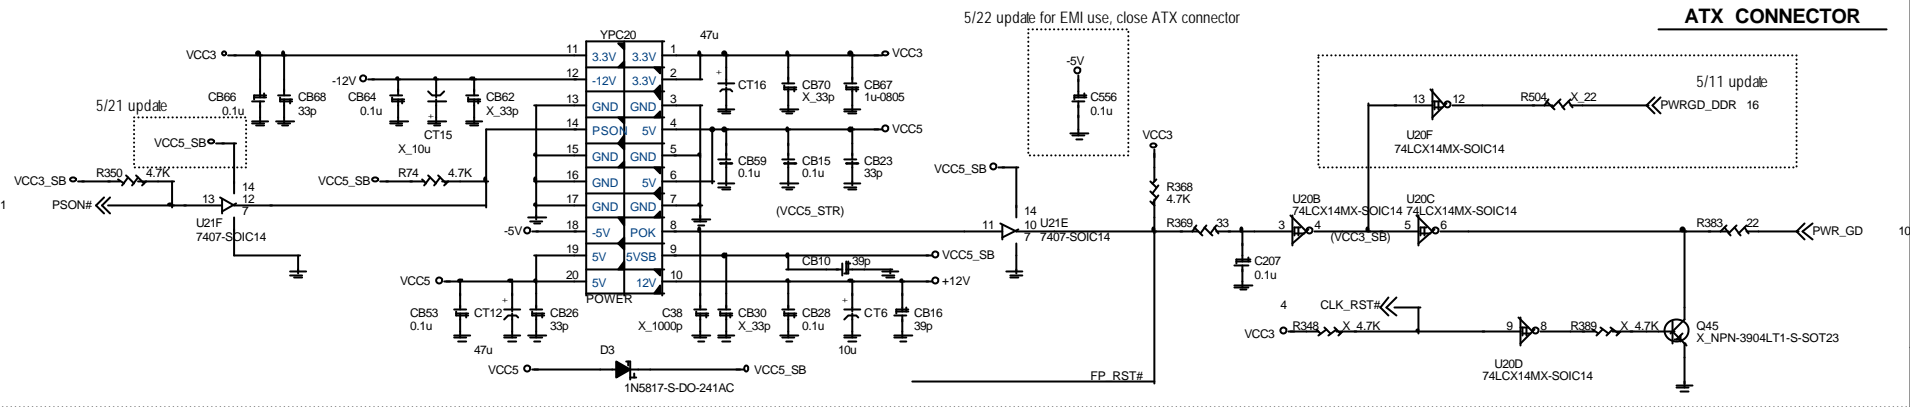 5/22 update for EMI use, close ATX connector
ATX CONNECTOR
YPC20
47u
VCC3
11
3.3V
3.3V
1
VCC3
-12V
12
-12V
3.3V
2
-5V
5/11 update
5/21 update
CB66
0.1u
CB68
33p
CB64
0.1u
CT15
X_10u
CB62
X_33p
13
GND
GND
3
CT16
CB70
X_33p
CB67
1u-0805
C556
0.1u
13
12
R504
X_22
PWRGD_DDR
16
U20F
74LCX14MX-SOIC14
14
PSON
5V
4
VCC5
VCC3
VCC5_SB
15
GND
GND
5
CB59
0.1u
CB15
0.1u
CB23
33p
VCC3_SB
R350
4.7K
VCC5_SB
R74
4.7K
16
GND
5V
6
VCC5_SB
R368
4.7K
1
PSON#
13
14
12
7
17
GND
GND
7
(VCC5_STR)
U21F
7407-SOIC14
-5V
18
-5V
POK
8
11
14
10
7
U21E
7407-SOIC14
R369
33
3
U20B
74LCX14MX-SOIC14
4
(VCC3_SB)
5
U20C
74LCX14MX-SOIC14
6
R383
22
PWR_GD
10
19
5V
5VSB
9
VCC5_SB
CB10
39p
C207
0.1u
VCC5
20
5V
12V
10
+12V
POWER
CB53
0.1u
CT12
47u
CB26
33p
C38
X_1000p
CB30
X_33p
CB28
0.1u
CT6
10u
CB16
39p
4
CLK_RST#
VCC3
R348
X_4.7K
9
8
R389
X_4.7K
Q45
X_NPN-3904LT1-S-SOT23
U20D
74LCX14MX-SOIC14
D3
VCC5
VCC5_SB
1N5817-S-DO-241AC
FP_RST#